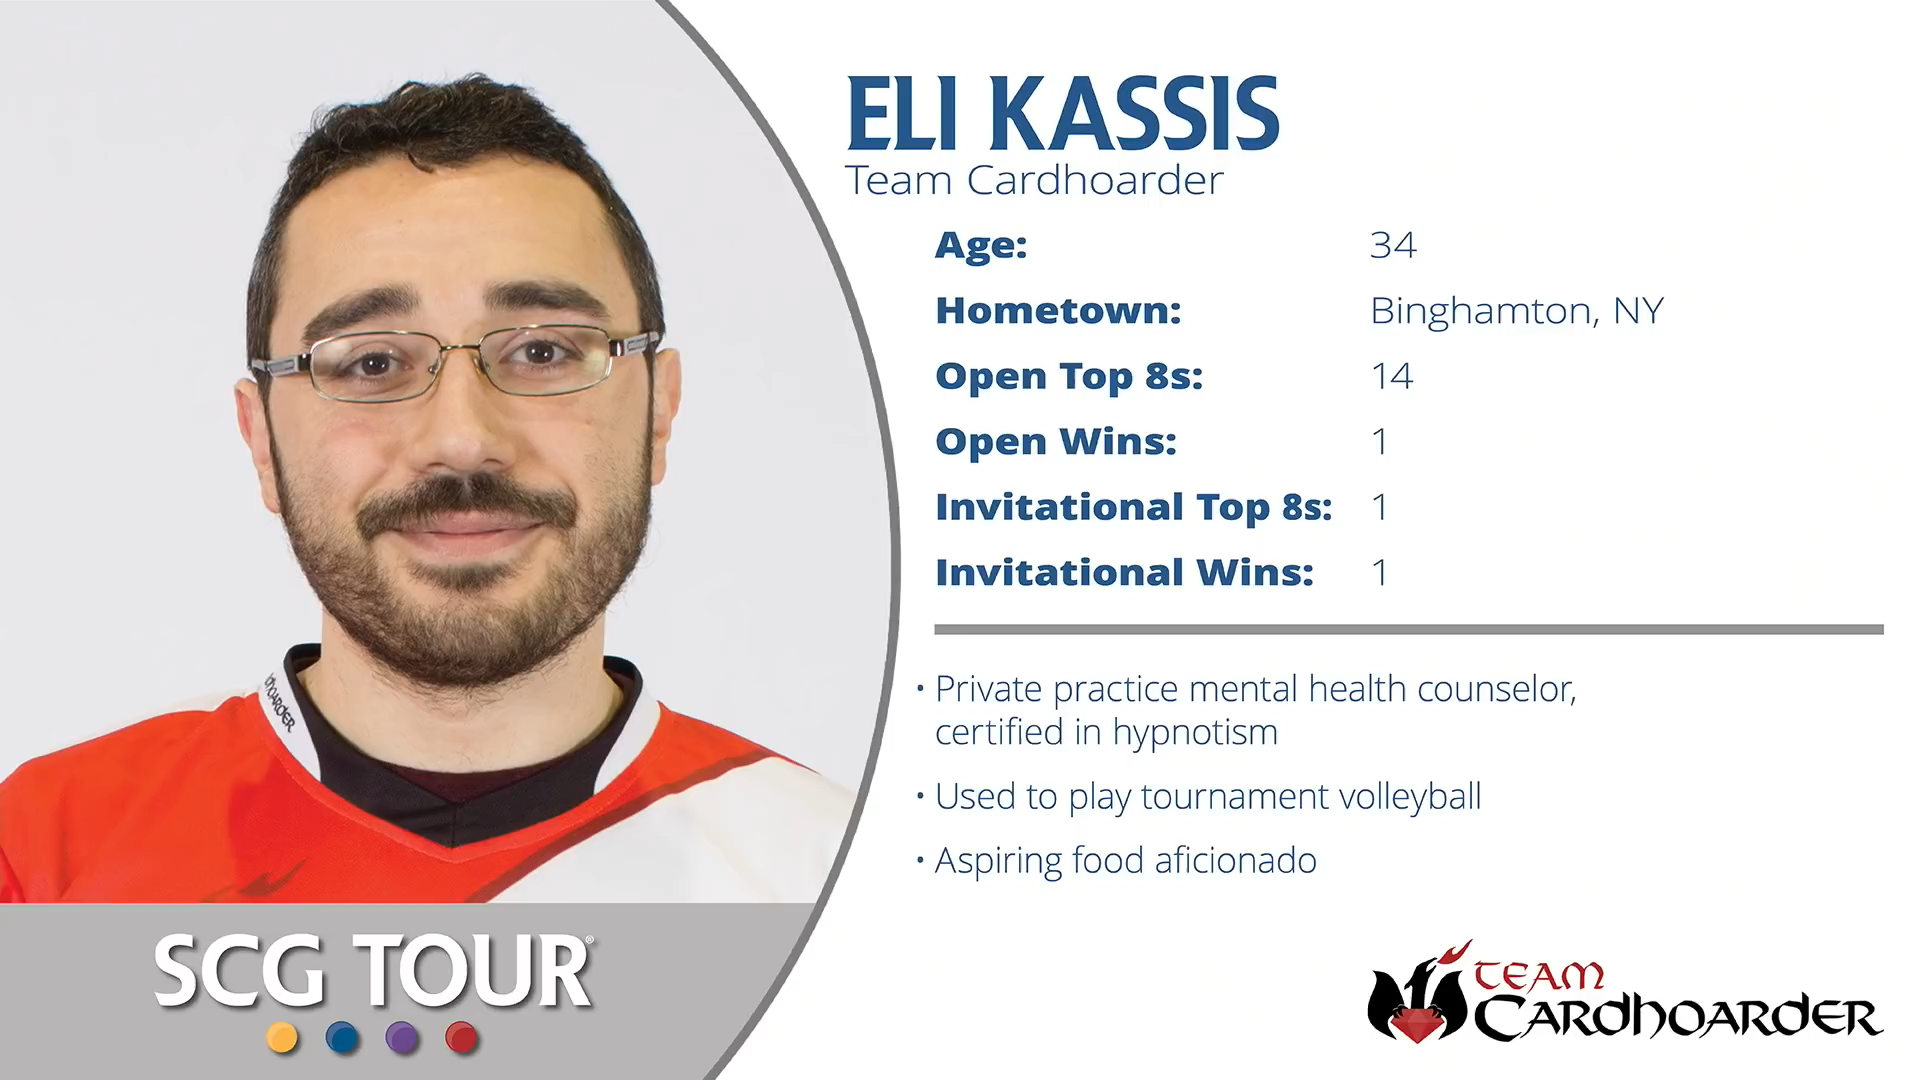 ELI KASSIS
Team Cardhoarder
Age: 34
Hometown: Binghamton, NY
Open Top 8s: 14
Open Wins: 1
Invitational Top 8s: 1
Invitational Wins: 1
• Private practice mental health counselor,
certified in hypnotism
• Used to play tournament volleyball
• Aspiring food aficionado
SCG TOUR®
TEAM
CARDHOARDER